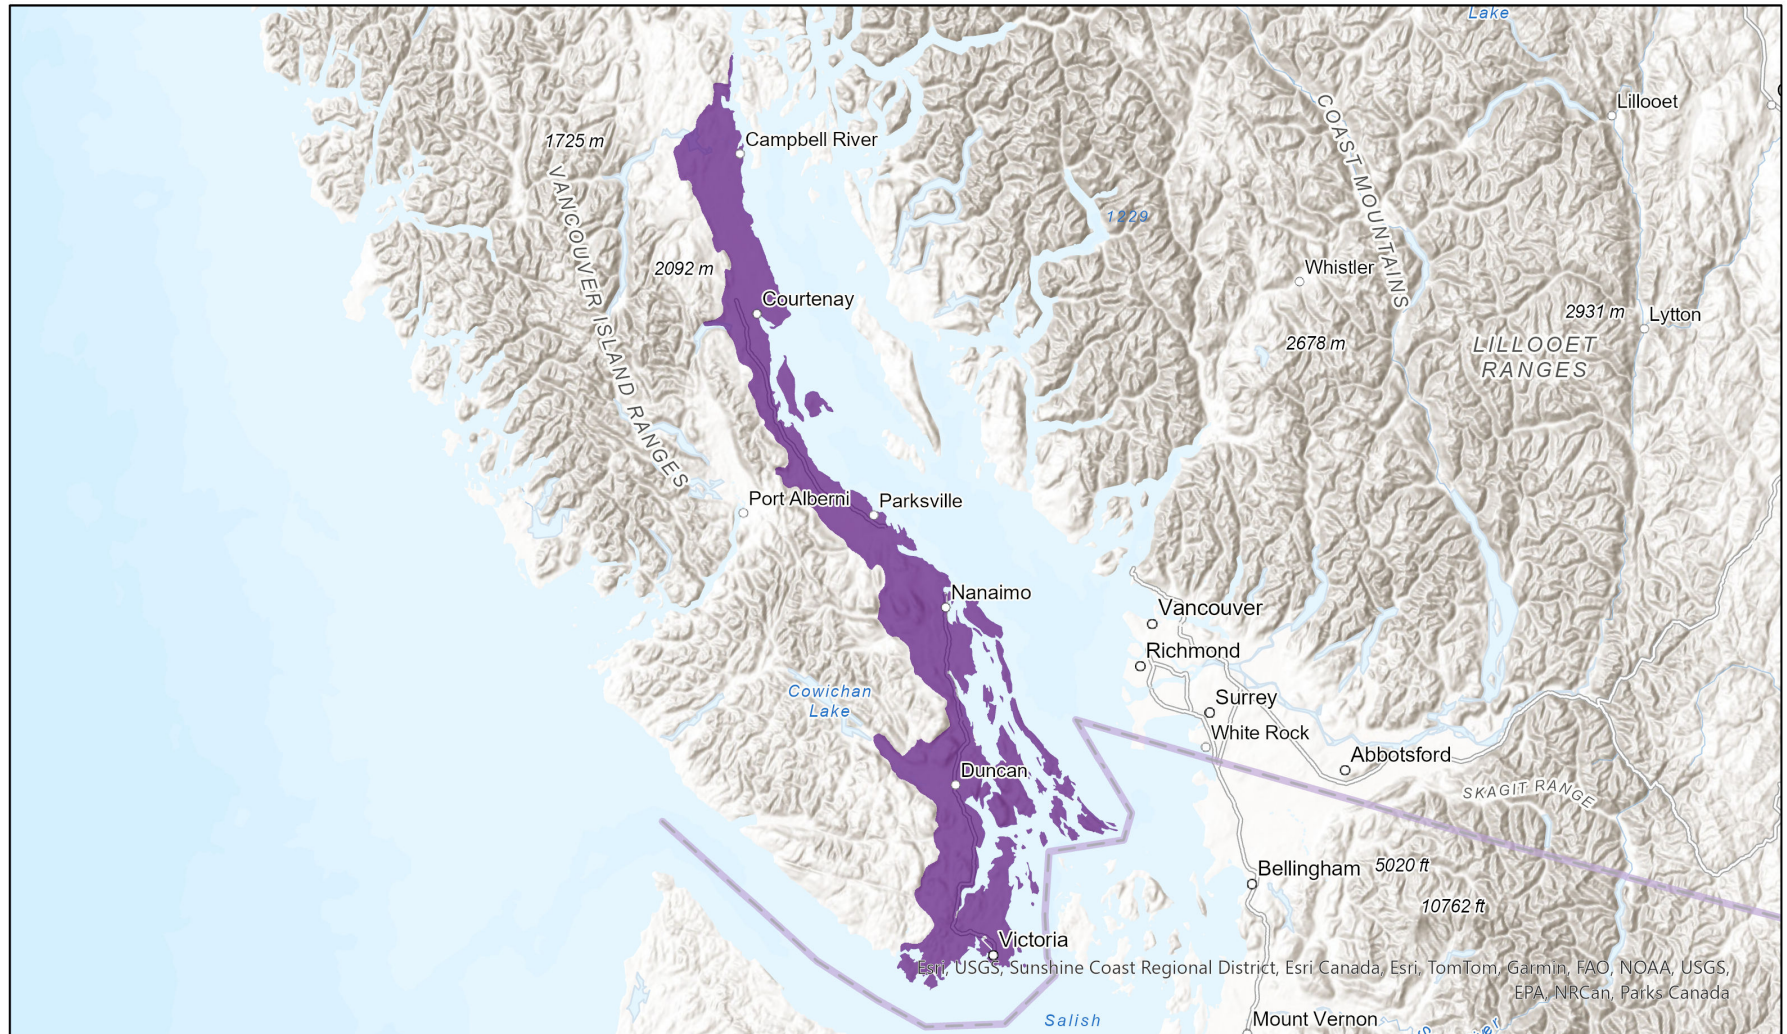 Lake
Lillooet
COAST MOUNTAINS
Campbell River
1725 m
VANCOUVER ISLAND RANGES
1229
2092 m
Whistler
Courtenay
2931 m
Lytton
2678 m
LILLOOET
RANGES
Port Alberni
Parksville
Nanaimo
Vancouver
Richmond
Cowichan
Lake
Surrey
White Rock
Abbotsford
Duncan
SKAGIT RANGE
Bellingham
5020 ft
10762 ft
Victoria
Esri, USGS, Sunshine Coast Regional District, Esri Canada, Esri, TomTom, Garmin, FAO, NOAA, USGS,
EPA, NRCan, Parks Canada
Salish
Mount Vernon